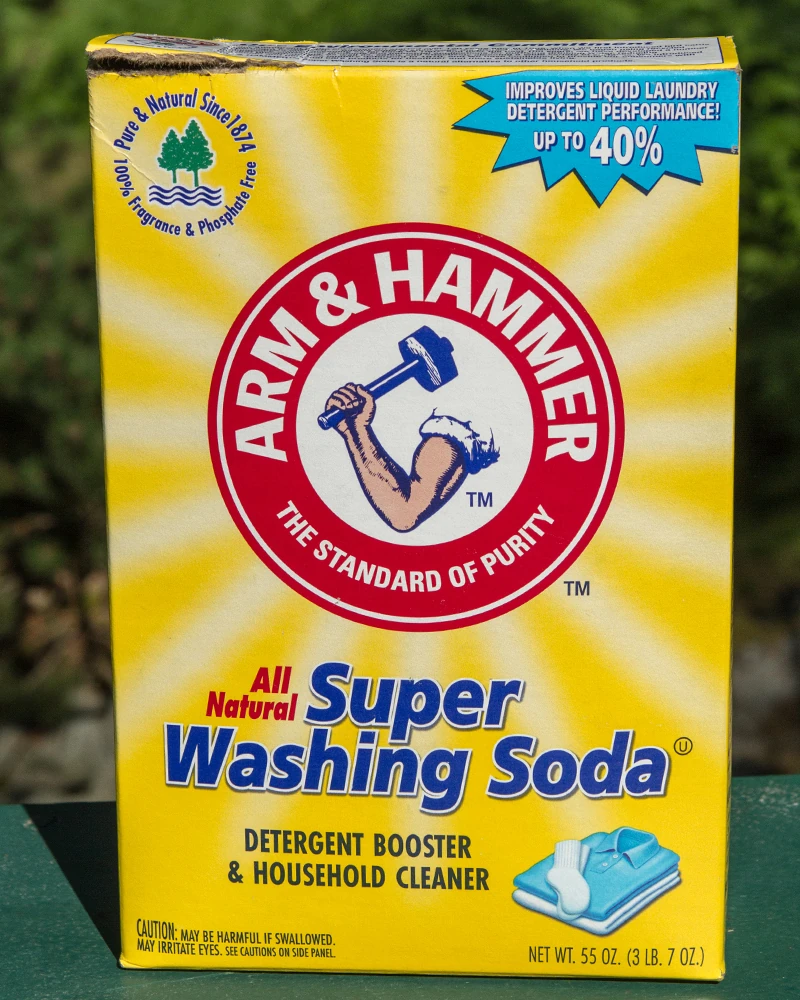 Environmental Commitment
Pure & Natural Since 1874
100% Fragrance & Phosphate Free
IMPROVES LIQUID LAUNDRY
DETERGENT PERFORMANCE!
UP TO 40%
ARM & HAMMER
TM
THE STANDARD OF PURITY
TM
All
Natural
Super
Washing Soda
U
DETERGENT BOOSTER
& HOUSEHOLD CLEANER
CAUTION: MAY BE HARMFUL IF SWALLOWED.
MAY IRRITATE EYES. SEE CAUTIONS ON SIDE PANEL.
NET WT. 55 OZ. (3 LB. 7 OZ.)